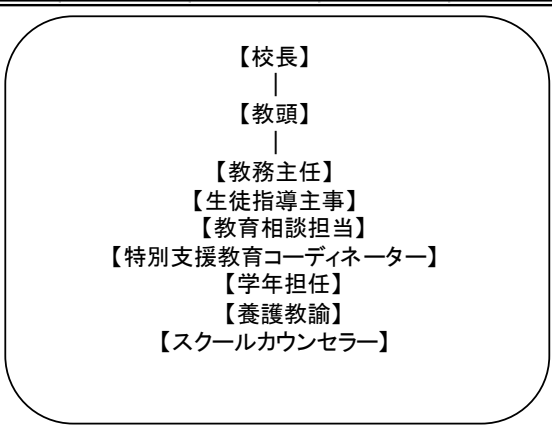 【校長】
|
【教頭】
|
【教務主任】
【生徒指導主事】
【教育相談担当】
【特別支援教育コーディネーター】
【学年担任】
【養護教諭】
【スクールカウンセラー】